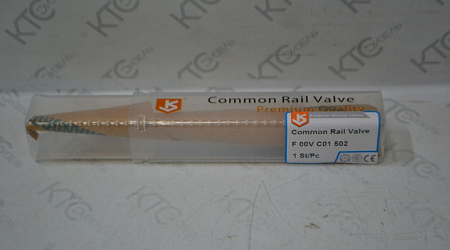 Common Rail Valve
Premium Quality
Common Rail Valve
F 00V C01 502
1 St/Pc